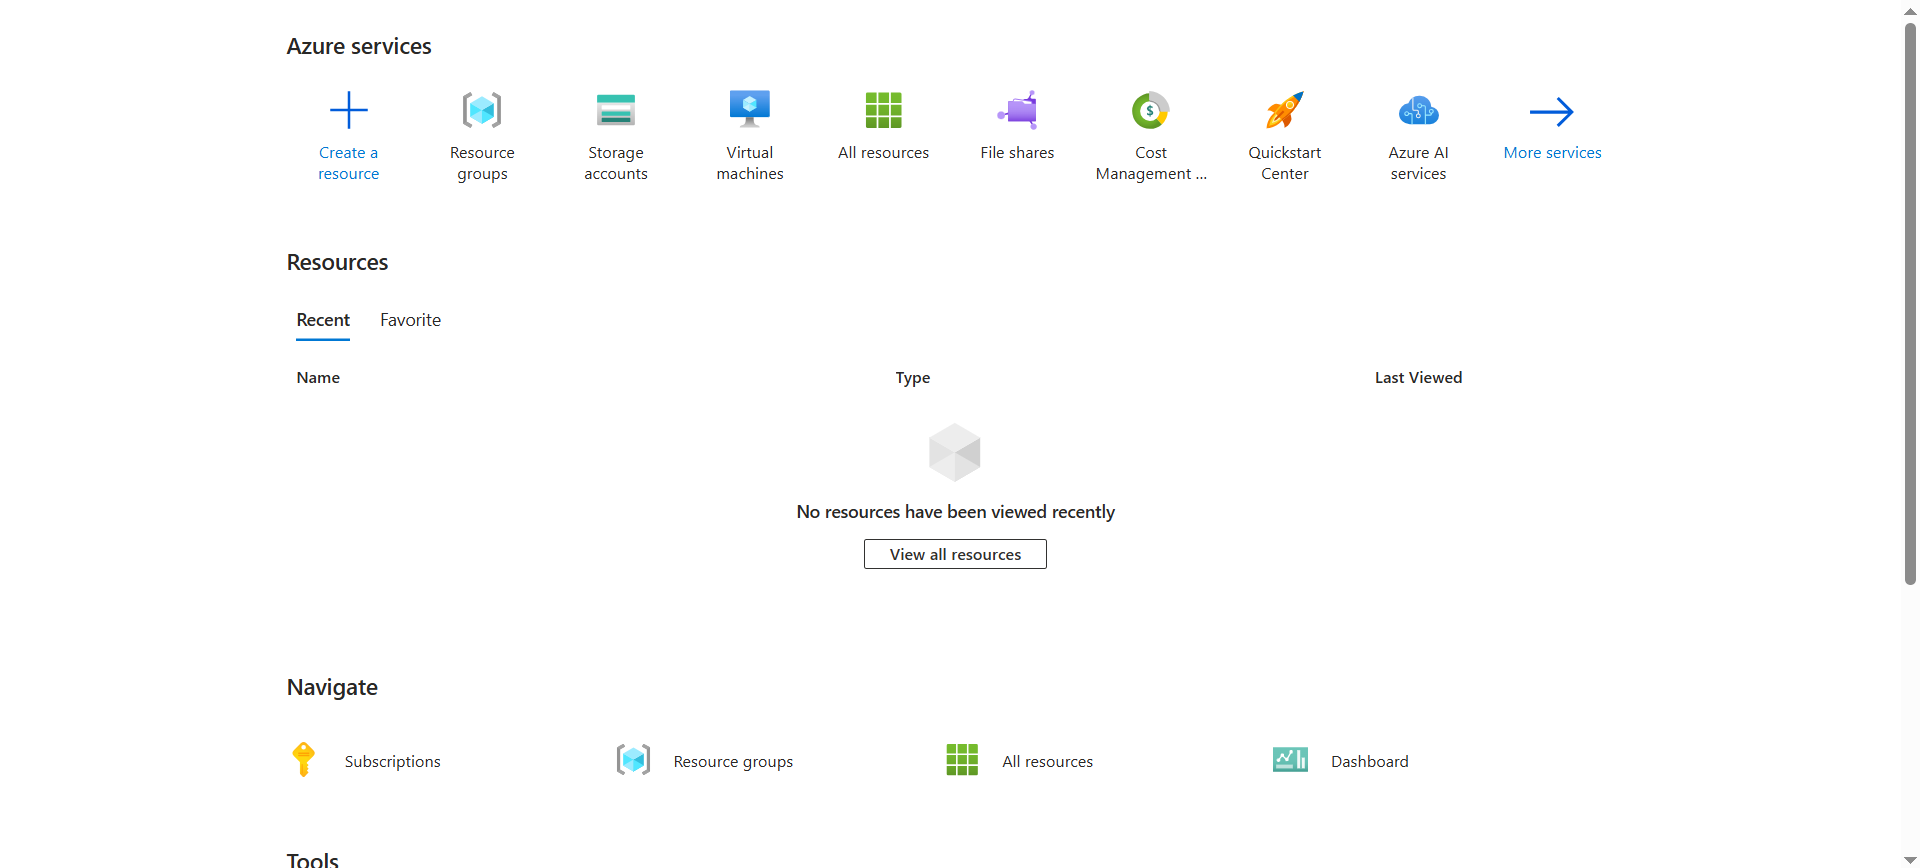 Azure services
Create a
resource
Resource
groups
Storage
accounts
Virtual
machines
All resources
File shares
Cost
Management ...
Quickstart
Center
Azure AI
services
More services
Resources
Recent
Favorite
Name
Type
Last Viewed
No resources have been viewed recently
View all resources
Navigate
Subscriptions
Resource groups
All resources
Dashboard
Tools